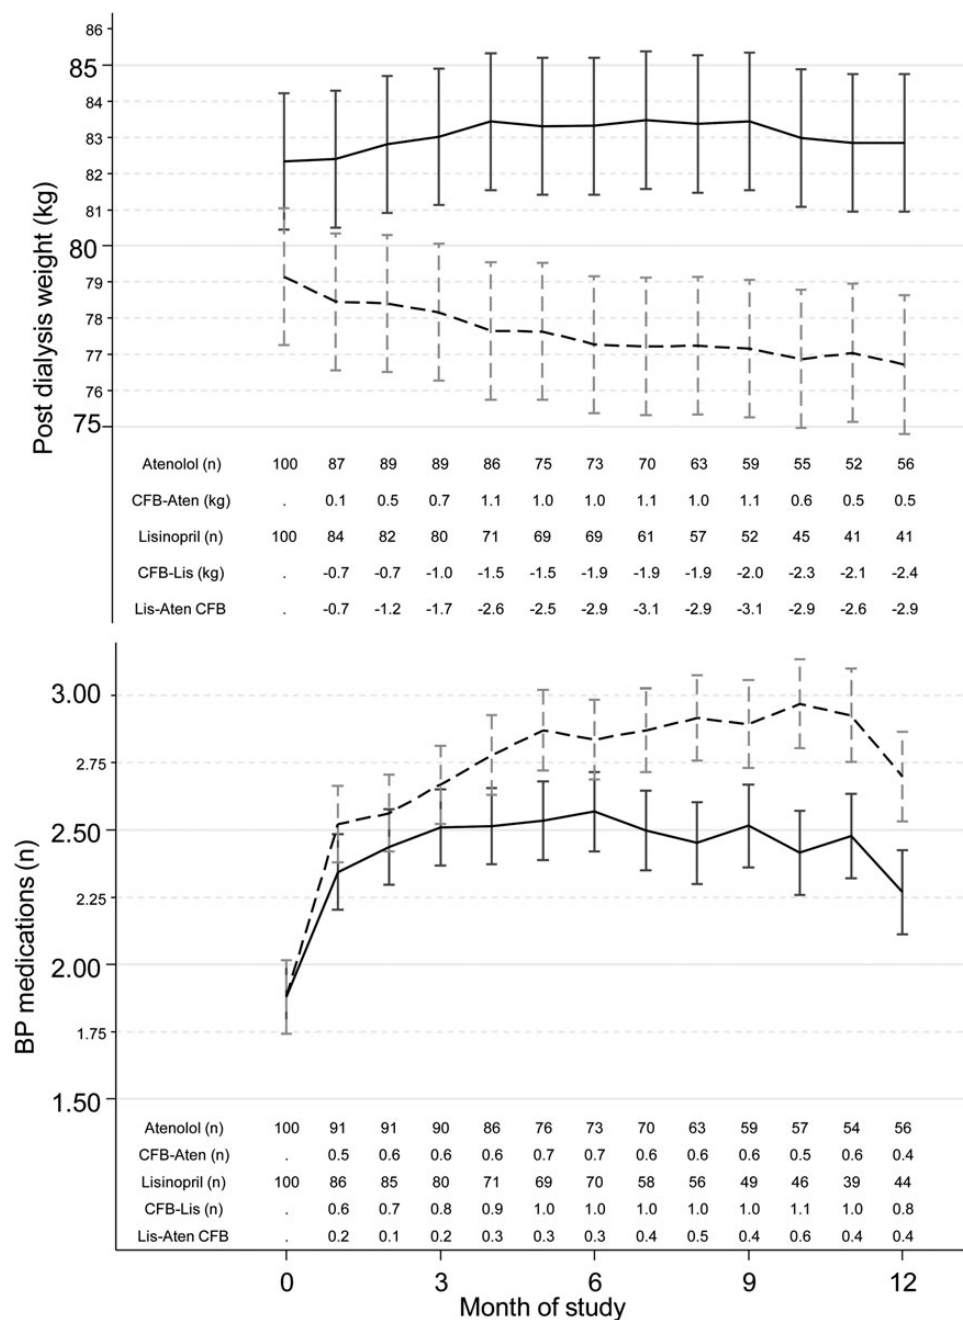 Post dialysis weight (kg)
86
85
84
83
82
81
80
79
78
77
76
75
Atenolol (n) 100 87 89 89 86 75 73 70 63 59 55 52 56
CFB-Aten (kg) . 0.1 0.5 0.7 1.1 1.0 1.0 1.1 1.0 1.1 0.6 0.5 0.5
Lisinopril (n) 100 84 82 80 71 69 69 61 57 52 45 41 41
CFB-Lis (kg) . -0.7 -0.7 -1.0 -1.5 -1.5 -1.9 -1.9 -1.9 -2.0 -2.3 -2.1 -2.4
Lis-Aten CFB . -0.7 -1.2 -1.7 -2.6 -2.5 -2.9 -3.1 -2.9 -3.1 -2.9 -2.6 -2.9
BP medications (n)
3.00
2.75
2.50
2.25
2.00
1.75
1.50
Atenolol (n) 100 91 91 90 86 76 73 70 63 59 57 54 56
CFB-Aten (n) . 0.5 0.6 0.6 0.6 0.7 0.7 0.6 0.6 0.6 0.5 0.6 0.4
Lisinopril (n) 100 86 85 80 71 69 70 58 56 49 46 39 44
CFB-Lis (n) . 0.6 0.7 0.8 0.9 1.0 1.0 1.0 1.0 1.0 1.1 1.0 0.8
Lis-Aten CFB . 0.2 0.1 0.2 0.3 0.3 0.3 0.4 0.5 0.4 0.6 0.4 0.4
0 3 6 9 12
Month of study